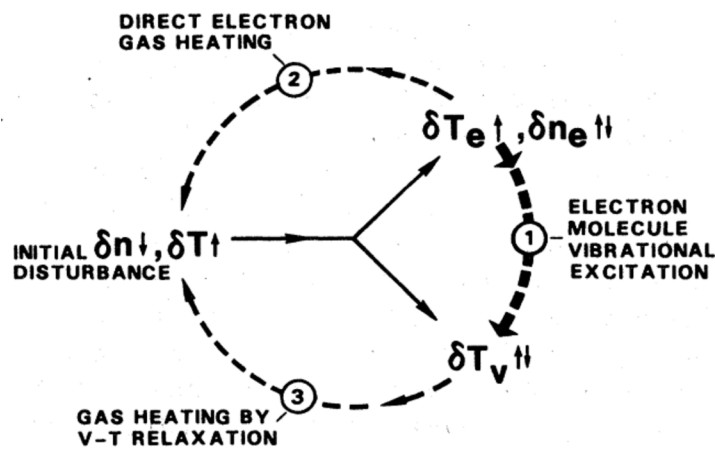 DIRECT ELECTRON
GAS HEATING
2
δTe↑, δne↑↓
ELECTRON
MOLECULE
VIBRATIONAL
EXCITATION
1
INITIAL δn↓, δT↑
DISTURBANCE
δTv↑↓
3
GAS HEATING BY
V-T RELAXATION